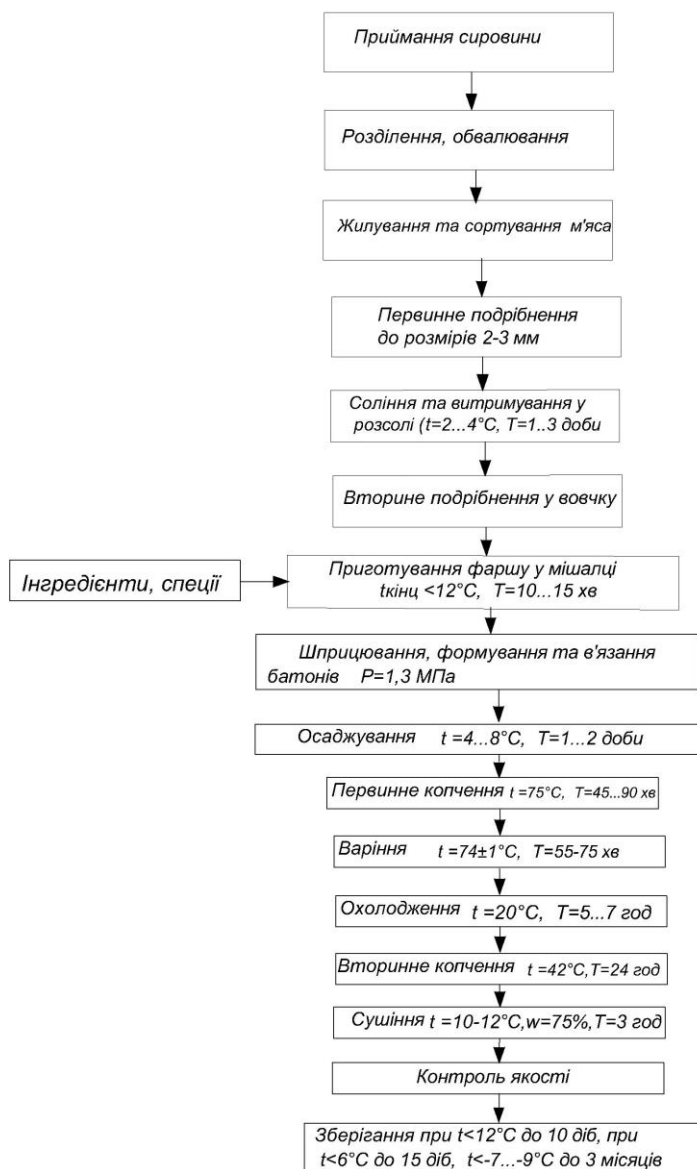 Приймання сировини
Розділення, обвалювання
Жилування та сортування м'яса
Первинне подрібнення
до розмірів 2-3 мм
Соління та витримування у
розсолі (t=2...4°C, T=1..3 доби
Вторине подрібнення у вовчку
Інгредієнти, спеції
Приготування фаршу у мішалці
tкінц <12°C, T=10...15 хв
Шприцювання, формування та в'язання
батонів P=1,3 МПа
Осаджування t =4...8°C, T=1...2 доби
Первинне копчення t =75°C, T=45...90 хв
Варіння t =74±1°C, T=55-75 хв
Охолодження t =20°C, T=5...7 год
Вторинне копчення t =42°C,T=24 год
Сушіння t =10-12°C,w=75%,T=3 год
Контроль якості
Зберігання при t<12°C до 10 діб, при
t<6°C до 15 діб, t<-7...-9°C до 3 місяців